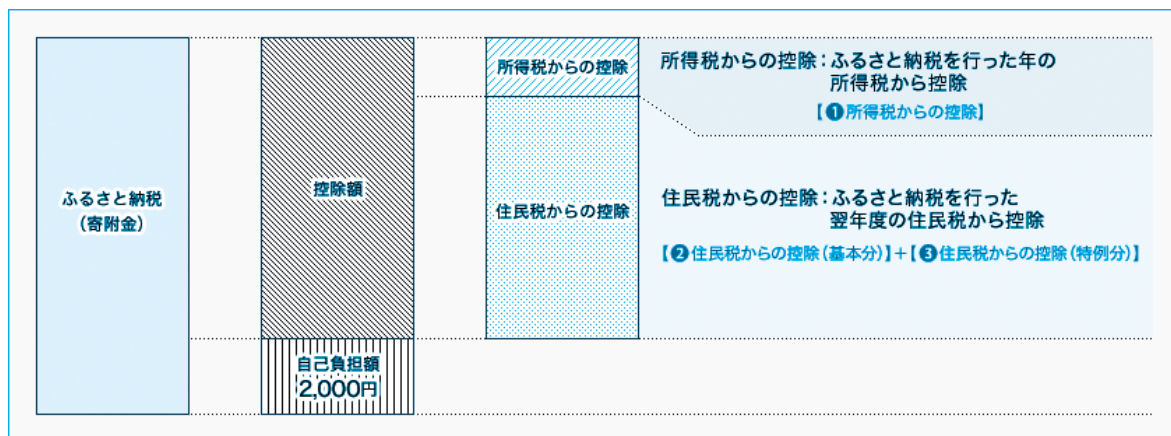 ふるさと納税
（寄附金）
控除額
自己負担額
2,000円
所得税からの控除
住民税からの控除
所得税からの控除：ふるさと納税を行った年の
所得税から控除
【❶所得税からの控除】
住民税からの控除：ふるさと納税を行った
翌年度の住民税から控除
【❷住民税からの控除（基本分）】＋【❸住民税からの控除（特例分）】